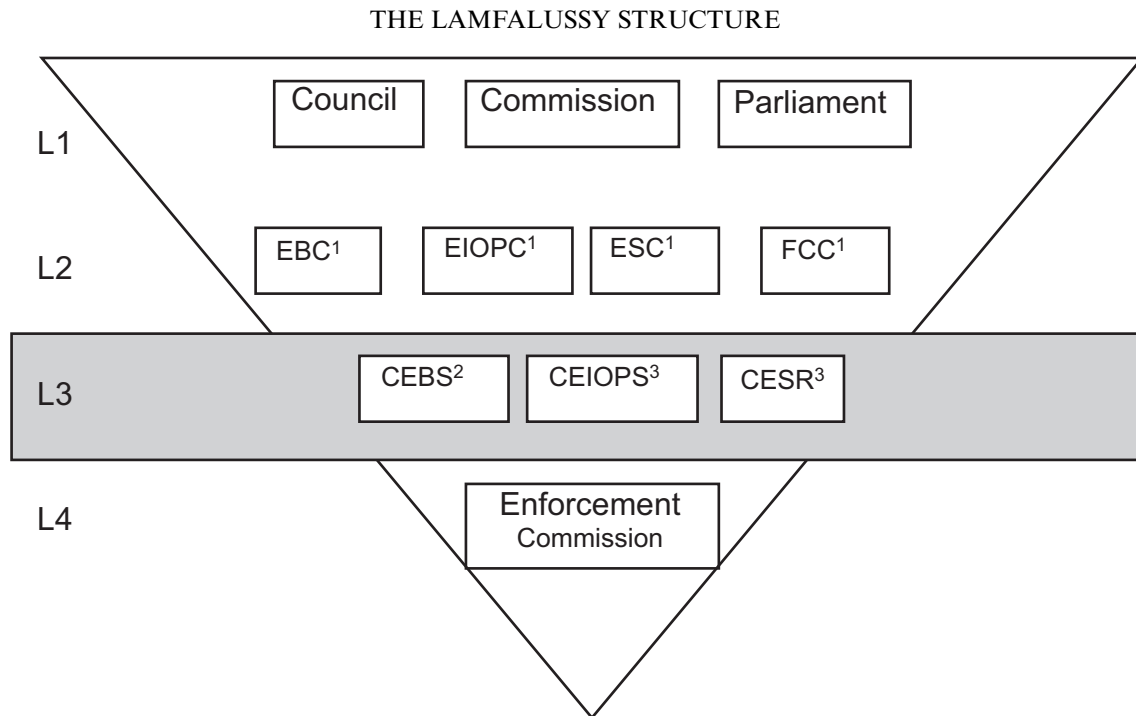 THE LAMFALUSSY STRUCTURE
Council Commission Parliament
L1
EBC¹ EIOPC¹ ESC¹ FCC¹
L2
CEBS² CEIOPS³ CESR³
L3
Enforcement
L4
Commission